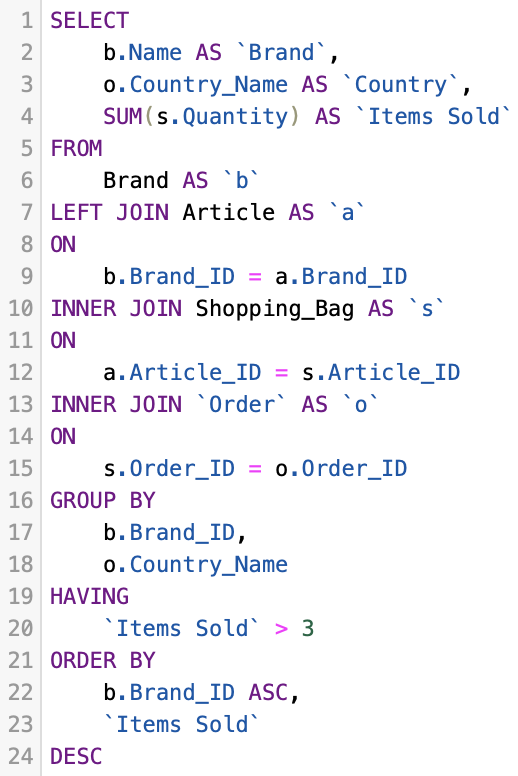 1 SELECT
2     b.Name AS `Brand`,
3     o.Country_Name AS `Country`,
4     SUM(s.Quantity) AS `Items Sold`
5 FROM
6     Brand AS `b`
7 LEFT JOIN Article AS `a`
8 ON
9     b.Brand_ID = a.Brand_ID
10 INNER JOIN Shopping_Bag AS `s`
11 ON
12     a.Article_ID = s.Article_ID
13 INNER JOIN `Order` AS `o`
14 ON
15     s.Order_ID = o.Order_ID
16 GROUP BY
17     b.Brand_ID,
18     o.Country_Name
19 HAVING
20     `Items Sold` > 3
21 ORDER BY
22     b.Brand_ID ASC,
23     `Items Sold`
24 DESC